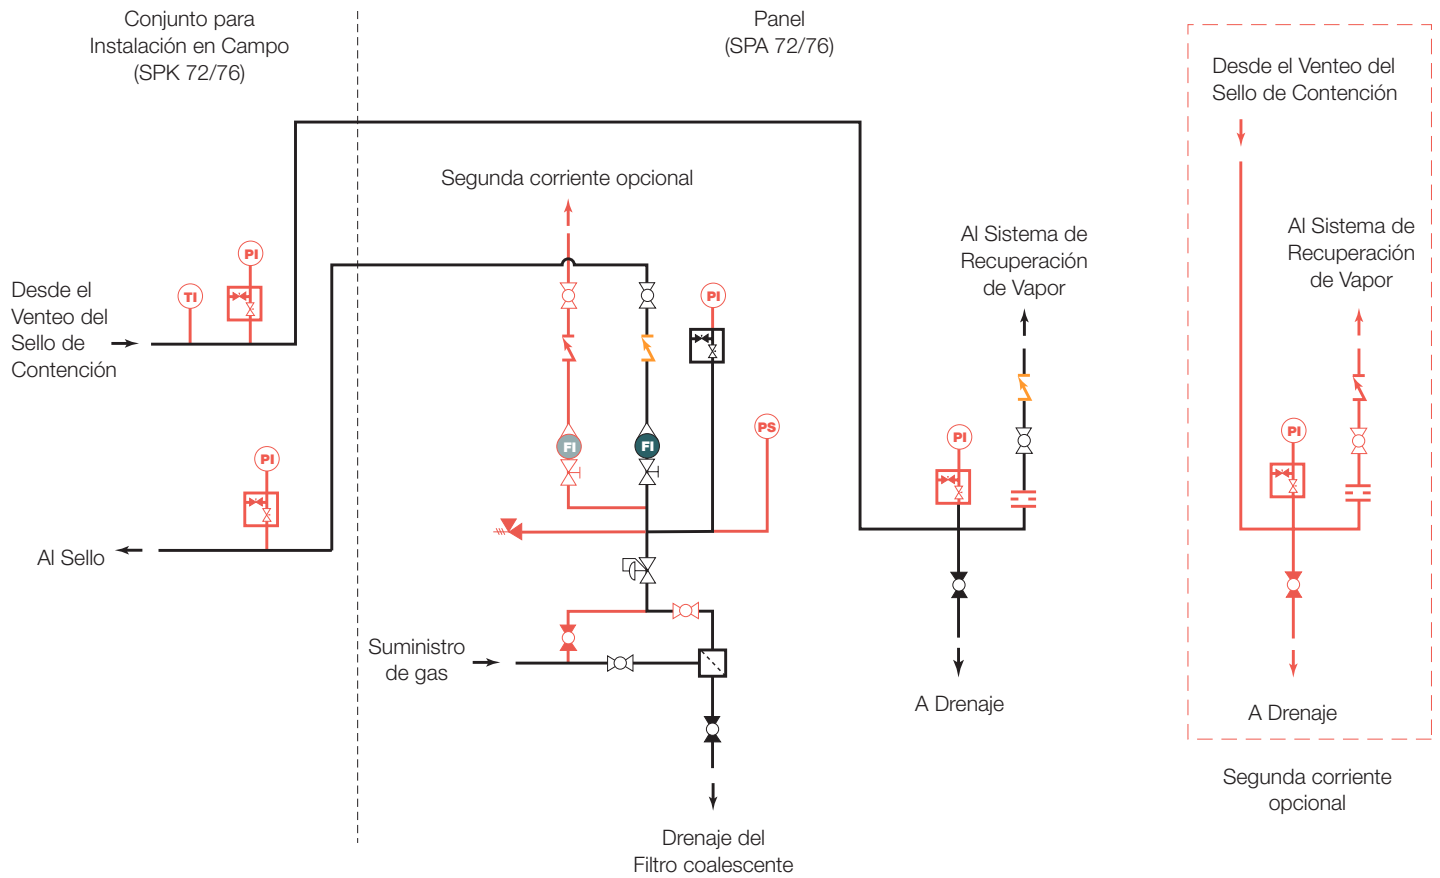 Conjunto para
Instalación en Campo
(SPK 72/76)
Panel
(SPA 72/76)
Desde el Venteo del
Sello de Contención
Segunda corriente opcional
Al Sistema de
Recuperación
de Vapor
Al Sistema de
Recuperación
de Vapor
PI
TI
PI
Desde el
Venteo del
Sello de
Contención
PS
PI
PI
FI
FI
PI
Al Sello
Suministro
de gas
A Drenaje
A Drenaje
Segunda corriente
opcional
Drenaje del
Filtro coalescente